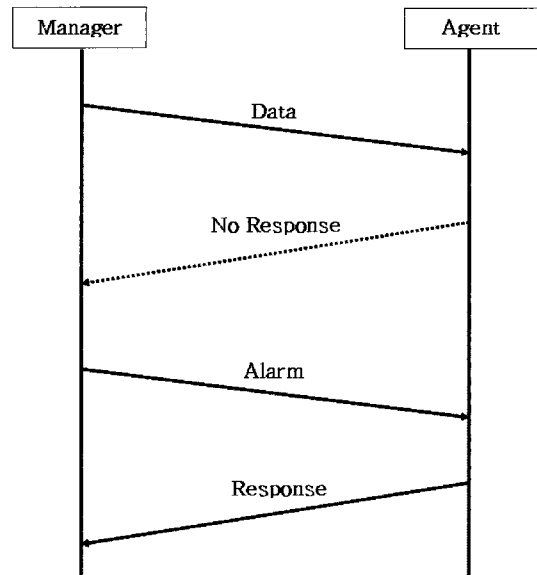 Manager
Agent
Data
No Response
Alarm
Response